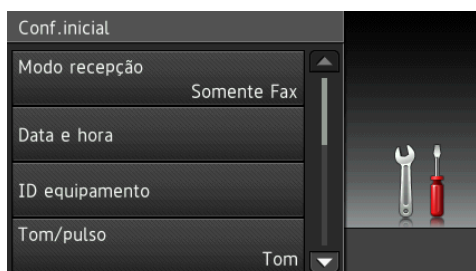 Conf.inicial
Modo recepção
Somente Fax
Data e hora
ID equipamento
Tom/pulso
Tom